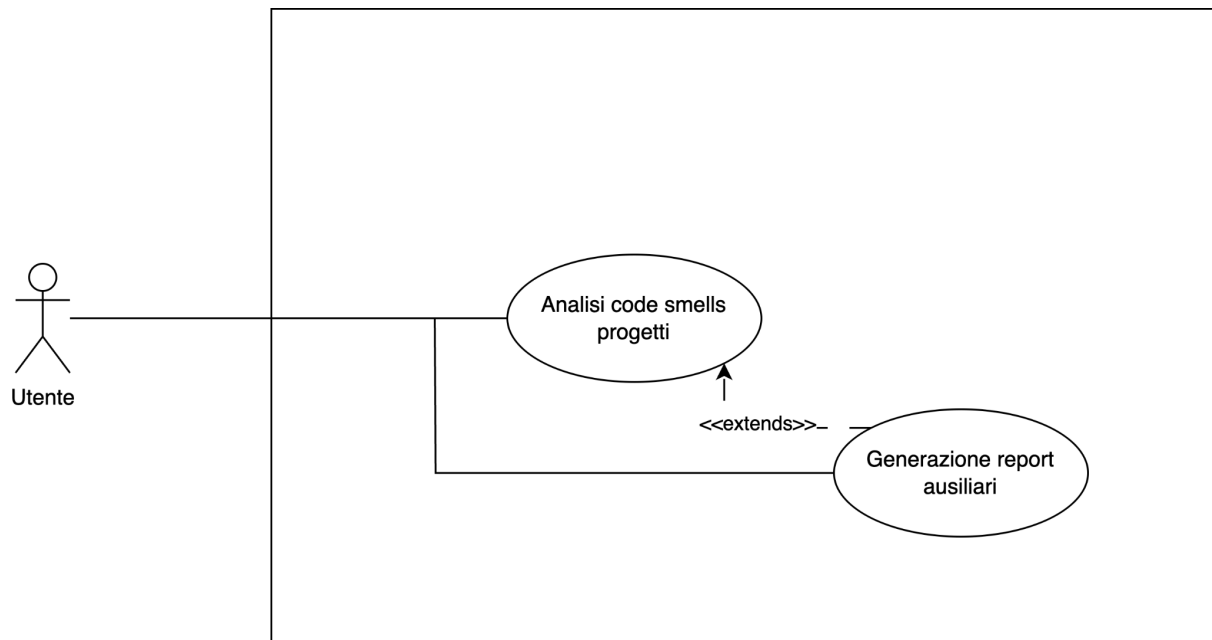 Analisi code smells
progetti
Utente
<<extends>>
Generazione report
ausiliari